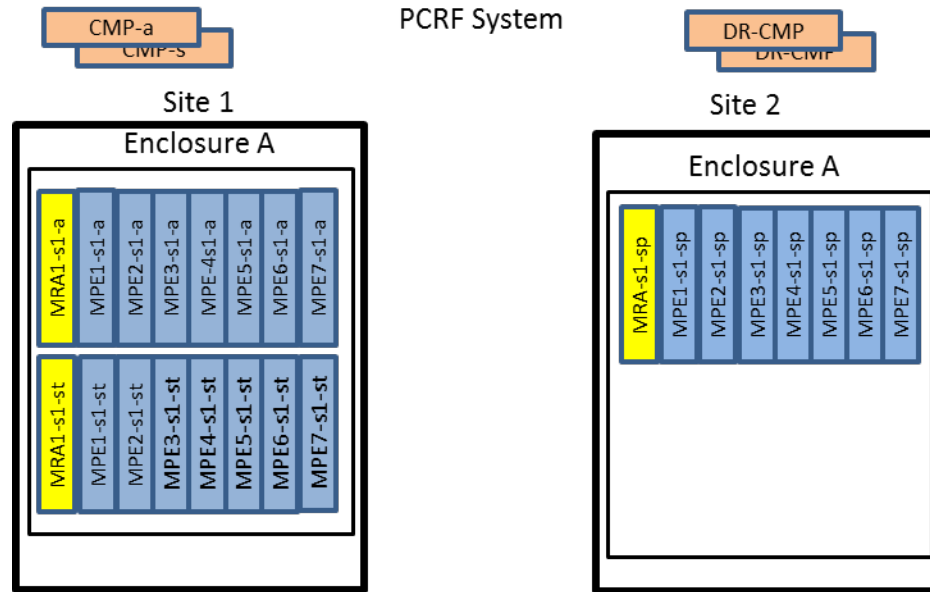 PCRF System
CMP-a
CMP-s
DR-CMP
DR-CMP
Site 1
Site 2
Enclosure A
Enclosure A
MRA1-s1-a
MPE1-s1-a
MPE2-s1-a
MPE3-s1-a
MPE-4s1-a
MPE5-s1-a
MPE6-s1-a
MPE7-s1-a
MRA1-s1-st
MPE1-s1-st
MPE2-s1-st
MPE3-s1-st
MPE4-s1-st
MPE5-s1-st
MPE6-s1-st
MPE7-s1-st
MRA-s1-sp
MPE1-s1-sp
MPE2-s1-sp
MPE3-s1-sp
MPE4-s1-sp
MPE5-s1-sp
MPE6-s1-sp
MPE7-s1-sp